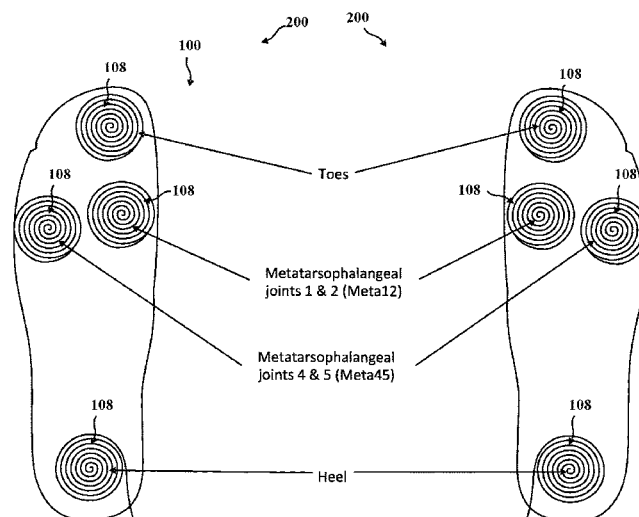 200 200
100
108 108
Toes
108 108 108 108
Metatarsophalangeal
joints 1 & 2 (Meta12)
Metatarsophalangeal
joints 4 & 5 (Meta45)
108 108
Heel